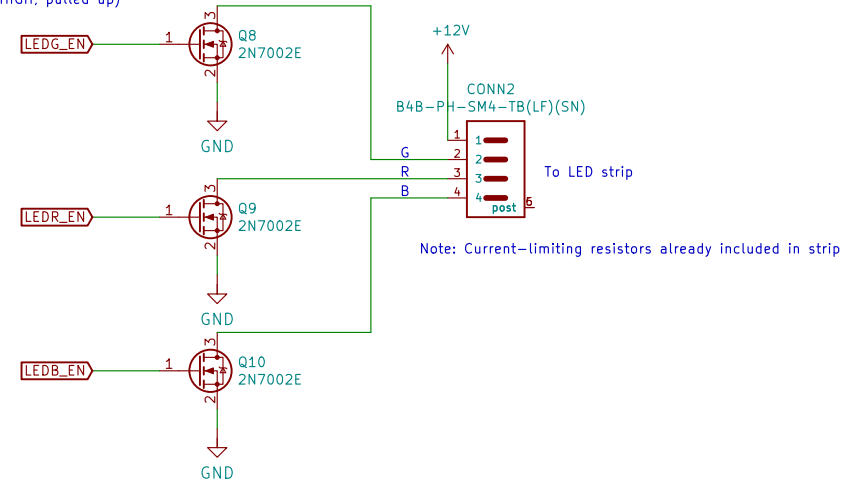 pulled up)
3
LEDG_EN
1
Q8
2N7002E
2
GND
+12V
CONN2
B4B-PH-SM4-TB(LF)(SN)
1 1
G 2 2
R 3 3
B 4 4
post
To LED strip
Note: Current-limiting resistors already included in strip
3
LEDR_EN
1
Q9
2N7002E
2
GND
3
LEDB_EN
1
Q10
2N7002E
2
GND